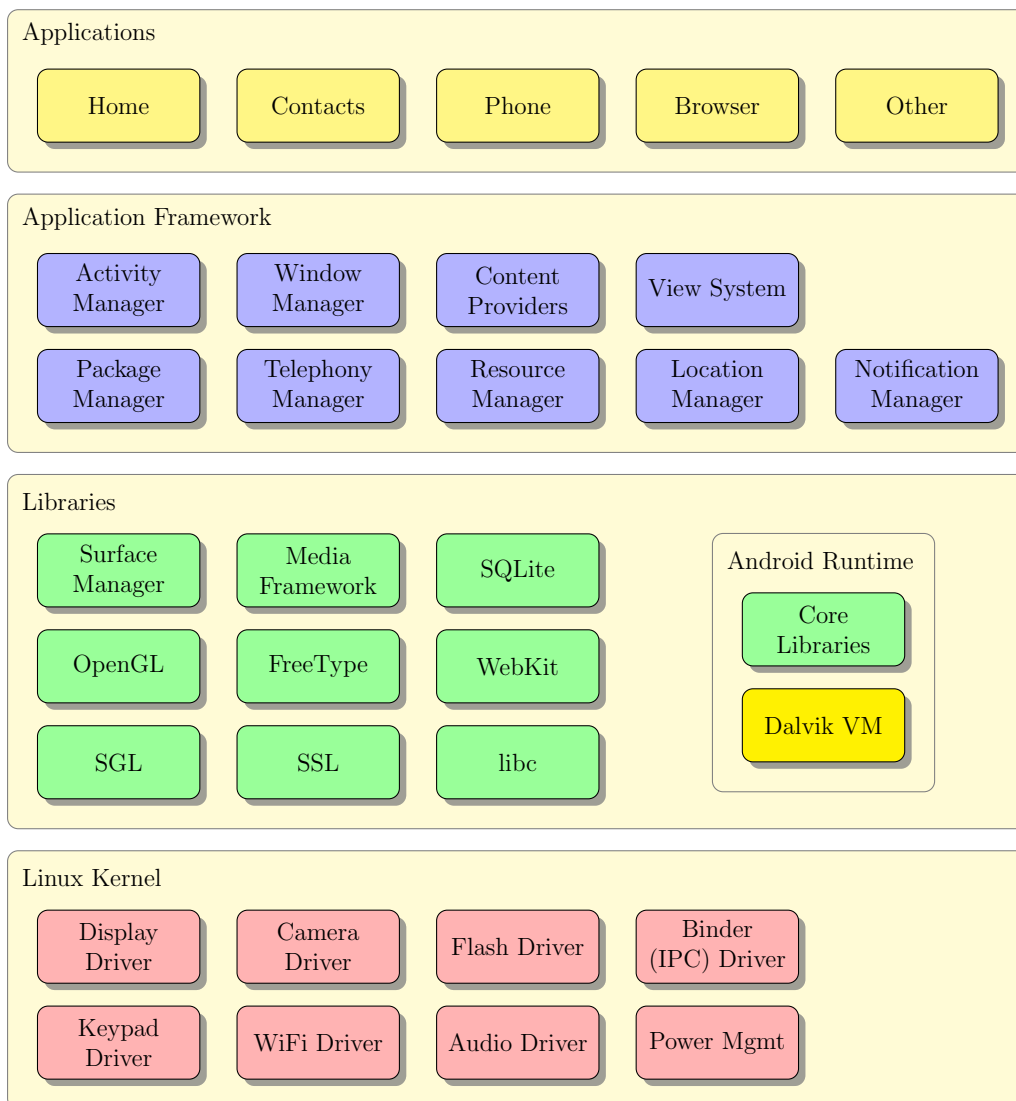 Applications
Home
Contacts
Phone
Browser
Other
Application Framework
Activity
Manager
Window
Manager
Content
Providers
View System
Package
Manager
Telephony
Manager
Resource
Manager
Location
Manager
Notification
Manager
Libraries
Surface
Manager
Media
Framework
SQLite
OpenGL
FreeType
WebKit
SGL
SSL
libc
Android Runtime
Core
Libraries
Dalvik VM
Linux Kernel
Display
Driver
Camera
Driver
Flash Driver
Binder
(IPC) Driver
Keypad
Driver
WiFi Driver
Audio Driver
Power Mgmt